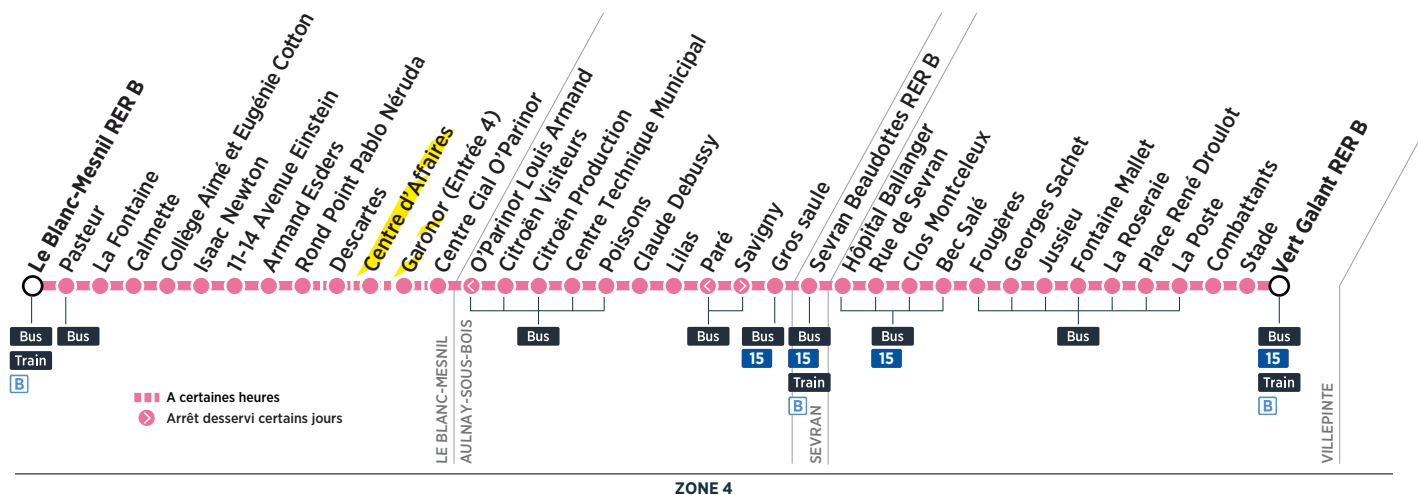 Le Blanc-Mesnil RER B
Pasteur
La Fontaine
Calmette
Collège Aimé et Eugénie Cotton
Isaac Newton
11-14 Avenue Einstein
Armand Esders
Rond Point Pablo Néruda
Descartes
Centre d'Affaires
Garonor (Entrée 4)
Centre Cial O'Parinor
O'Parinor Louis Armand
Citroën Visiteurs
Citroën Production
Centre Technique Municipal
Poissons
Claude Debussy
Lilas
Paré
Savigny
Gros saule
Sevran Beaudottes RER B
Hôpital Ballanger
Rue de Sevran
Clos Montceleux
Bec Salé
Fougères
Georges Sachet
Jussieu
Fontaine Mallet
La Roseraie
Place René Droulot
La Poste
Combattants
Stade
Vert Galant RER B
Bus
Train
B
Bus
Bus
Bus
Bus
15
Bus
15
Train
B
Bus
15
Bus
Bus
15
Train
B
A certaines heures
Arrêt desservi certains jours
LE BLANC-MESNIL
AULNAY-SOUS-BOIS
SEVRAN
VILLEPINTE
ZONE 4